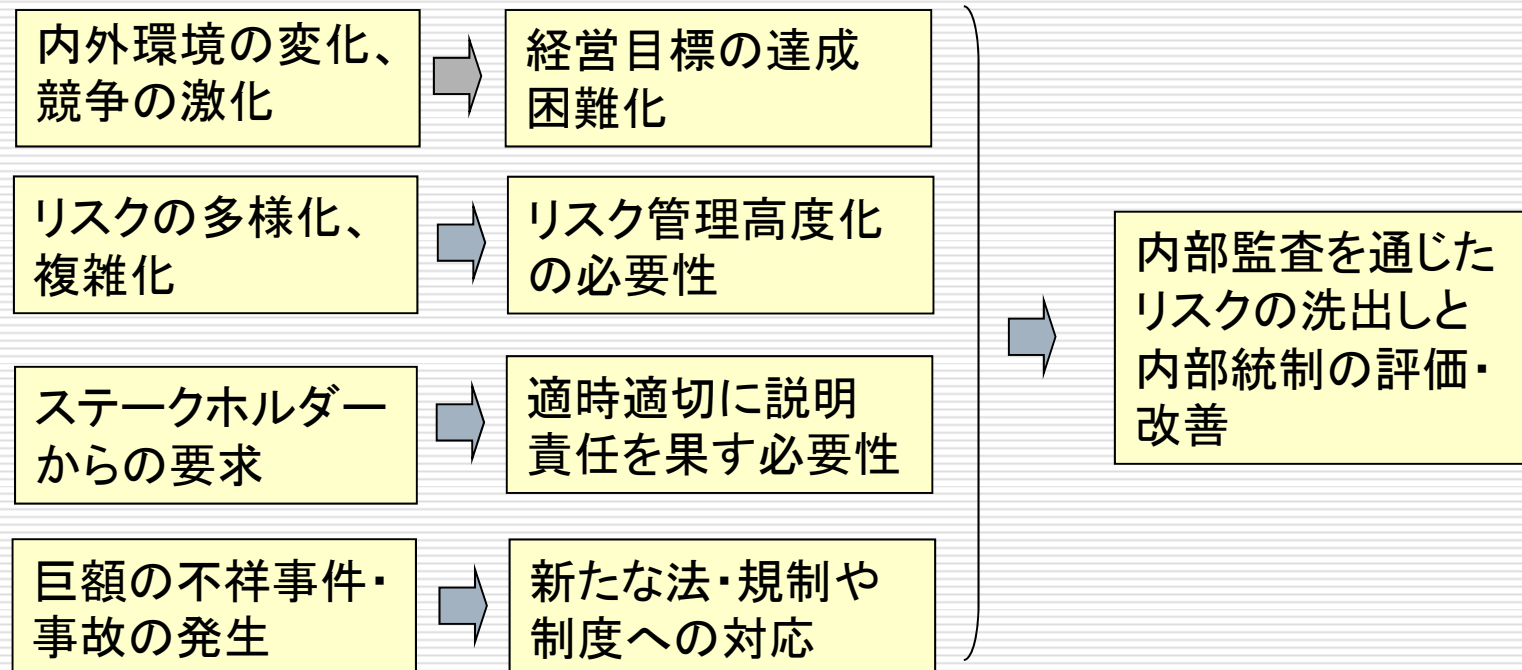 内外環境の変化、
競争の激化
経営目標の達成
困難化
リスクの多様化、
複雑化
リスク管理高度化
の必要性
ステークホルダー
からの要求
適時適切に説明
責任を果す必要性
巨額の不祥事件・
事故の発生
新たな法・規制や
制度への対応
内部監査を通じた
リスクの洗出しと
内部統制の評価・
改善